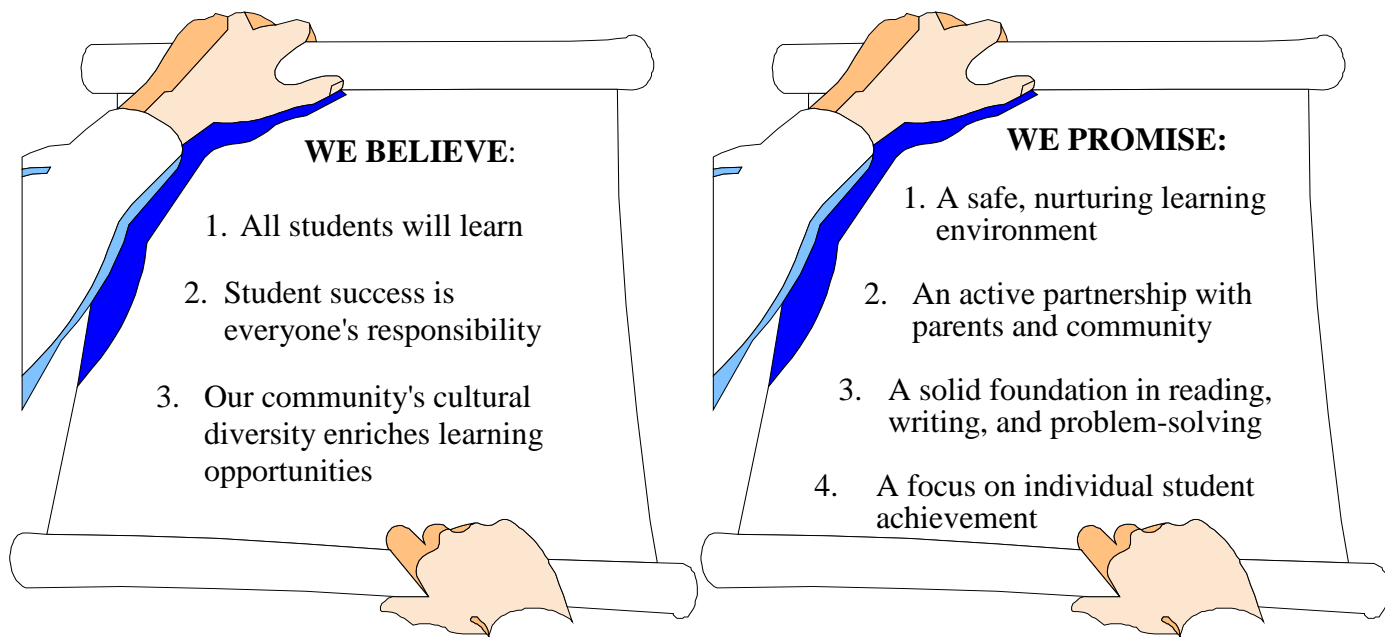 WE BELIEVE:
1. All students will learn
2. Student success is
everyone's responsibility
3. Our community's cultural
diversity enriches learning
opportunities
WE PROMISE:
1. A safe, nurturing learning
environment
2. An active partnership with
parents and community
3. A solid foundation in reading,
writing, and problem-solving
4. A focus on individual student
achievement